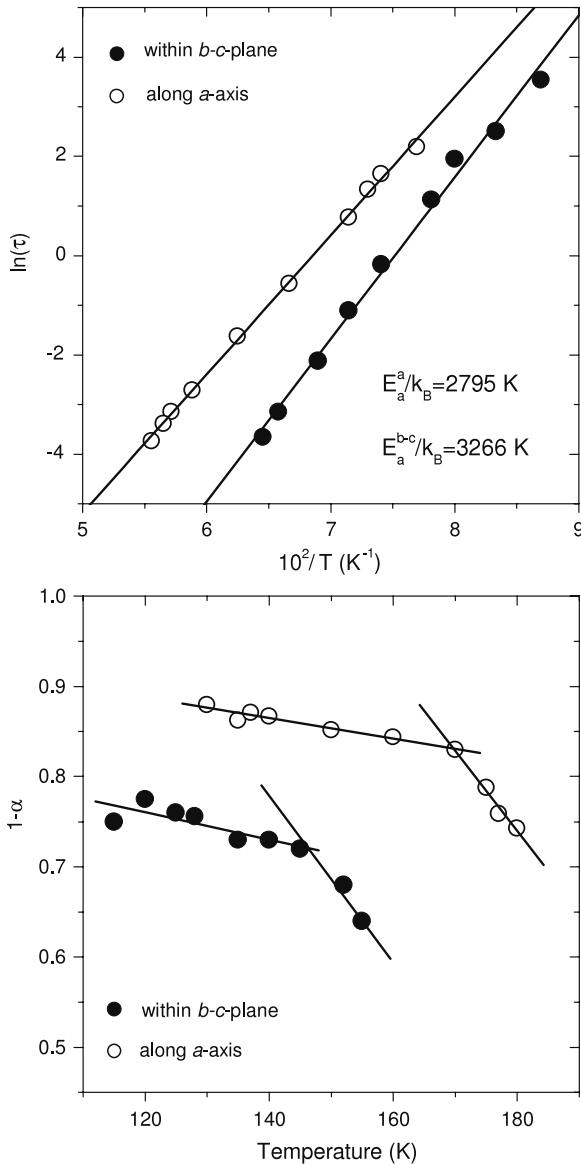 within b-c-plane
along a-axis
4
2
0
-2
-4
ln(τ)
E_a^a/k_B=2795 K
E_a^{b-c}/k_B=3266 K
5 6 7 8 9
10^2/T (K^-1)
1.0
0.9
0.8
0.7
0.6
0.5
1-α
within b-c-plane
along a-axis
120 140 160 180
Temperature (K)